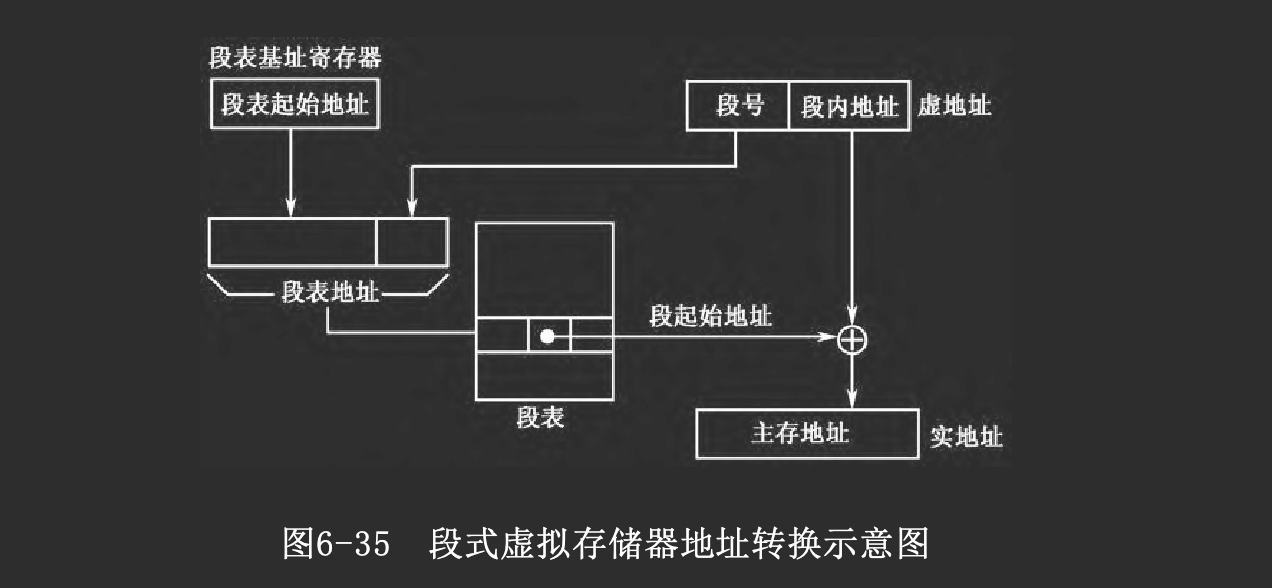 段表基址寄存器
段表起始地址
段号 段内地址 虚地址
段表地址
段起始地址
段表
主存地址 实地址
图6-35 段式虚拟存储器地址转换示意图